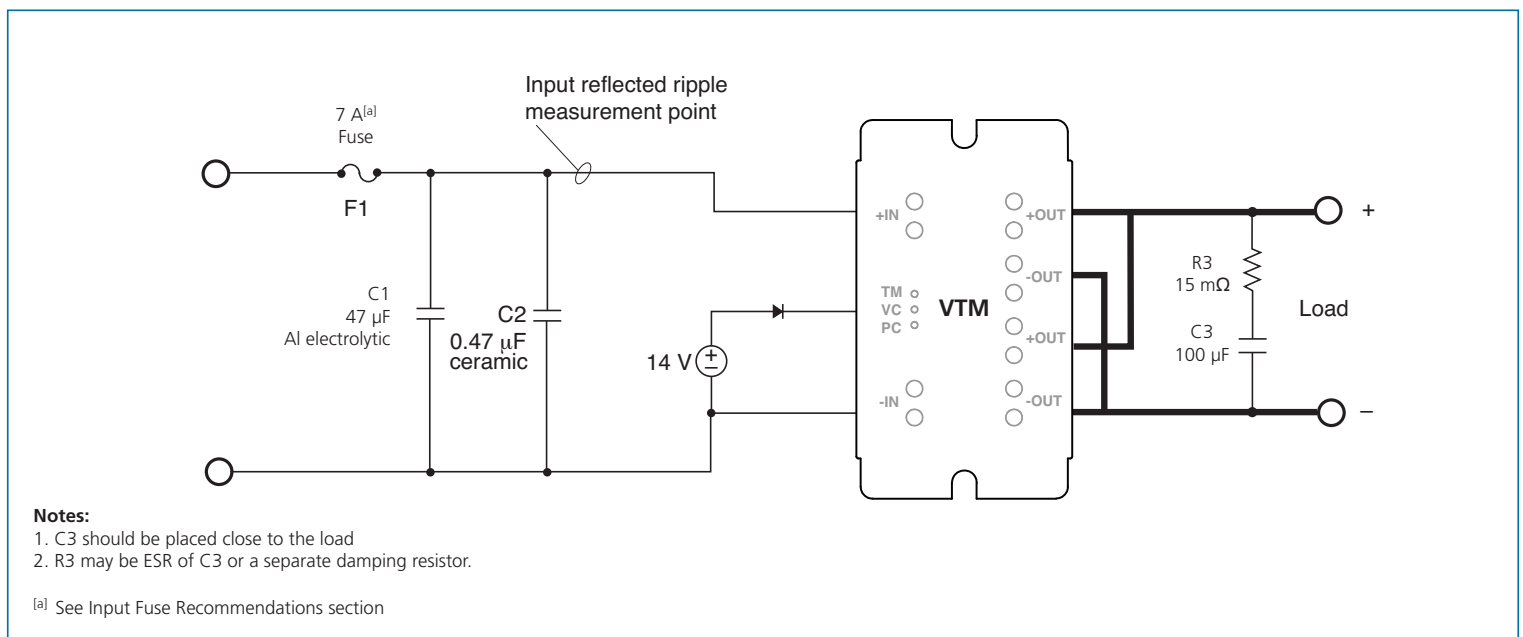 Input reflected ripple
measurement point
7 A[a]
Fuse
F1
C1
47 µF
Al electrolytic
C2
0.47 µF
ceramic
14 V
+
−
+IN
TM
VC
PC
-IN
VTM
+OUT
-OUT
+OUT
-OUT
R3
15 mΩ
C3
100 µF
Load
+
−
Notes:
1. C3 should be placed close to the load
2. R3 may be ESR of C3 or a separate damping resistor.
[a] See Input Fuse Recommendations section